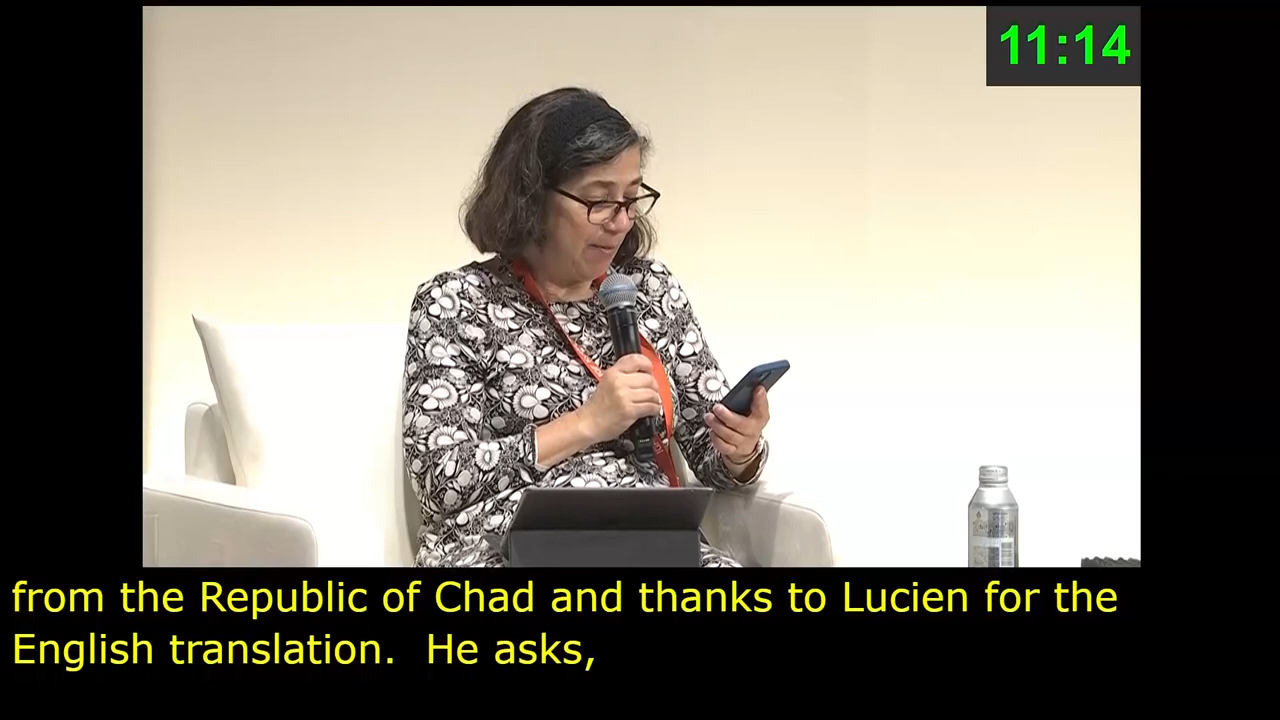 11:14
from the Republic of Chad and thanks to Lucien for the
English translation.  He asks,